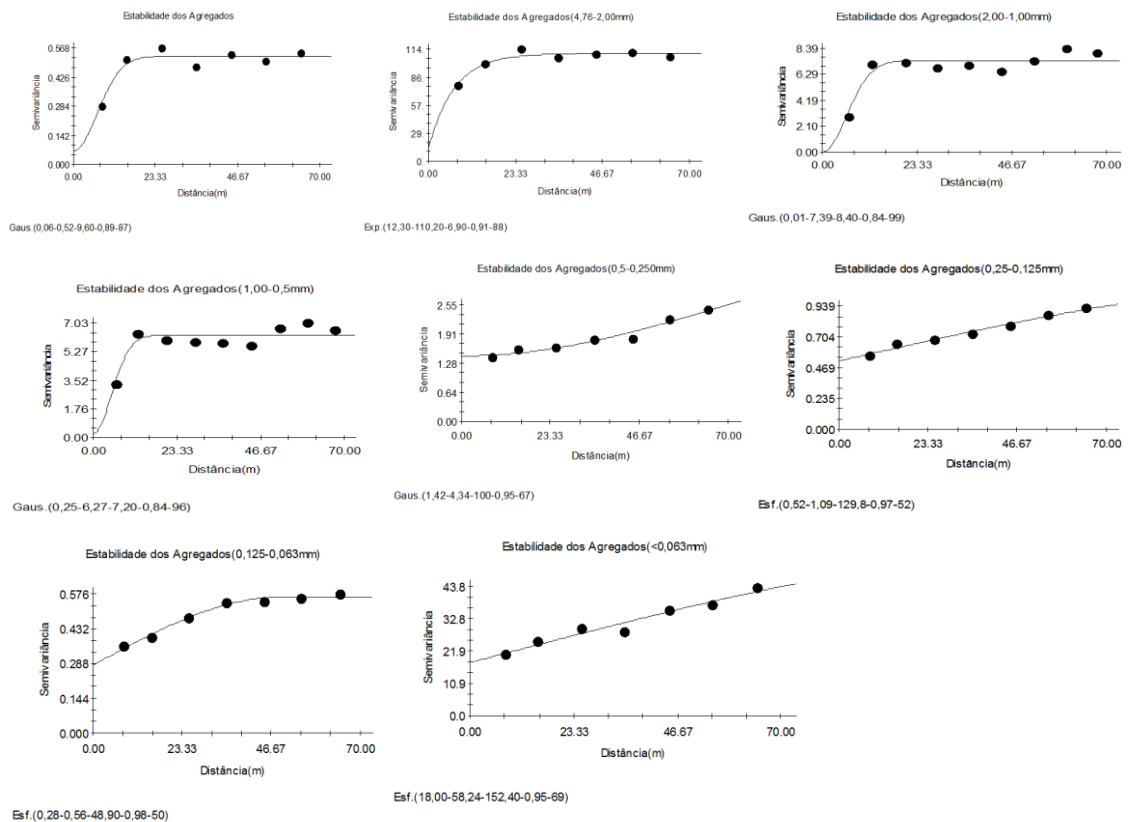 Estabilidade dos Agregados
0.568
0.426
0.284
0.142
0.000
Semivariância
0.00 23.33 46.67 70.00
Distância(m)
Gaus.(0,06-0,52-9,60-0,89-87)
Estabilidade dos Agregados(4,76-2,00mm)
114.
86.
57.
29.
0.
Semivariância
0.00 23.33 46.67 70.00
Distância(m)
Exp.(12,30-110,20-6,90-0,91-88)
Estabilidade dos Agregados(2,00-1,00mm)
8.39
6.29
4.19
2.10
0.00
Semivariância
0.00 23.33 46.67 70.00
Distância(m)
Gaus.(0,01-7,39-8,40-0,84-99)
Estabilidade dos Agregados(1,00-0,5mm)
7.03
5.27
3.52
1.76
0.00
Semivariância
0.00 23.33 46.67 70.00
Distância(m)
Gaus.(0,25-6,27-7,20-0,84-96)
Estabilidade dos Agregados(0,5-0,250mm)
2.55
1.91
1.28
0.64
0.00
Semivariância
0.00 23.33 46.67 70.00
Distância(m)
Gaus.(1,42-4,34-100-0,95-67)
Estabilidade dos Agregados(0,25-0,125mm)
0.939
0.704
0.469
0.235
0.000
Semivariância
0.00 23.33 46.67 70.00
Distância(m)
Esf.(0,52-1,09-129,8-0,97-52)
Estabilidade dos Agregados(0,125-0,063mm)
0.576
0.432
0.288
0.144
0.000
Semivariância
0.00 23.33 46.67 70.00
Distância(m)
Esf.(0,28-0,56-48,90-0,98-50)
Estabilidade dos Agregados(<0,063mm)
43.8
32.8
21.9
10.9
0.0
Semivariância
0.00 23.33 46.67 70.00
Distância(m)
Esf.(18,00-58,24-152,40-0,95-69)